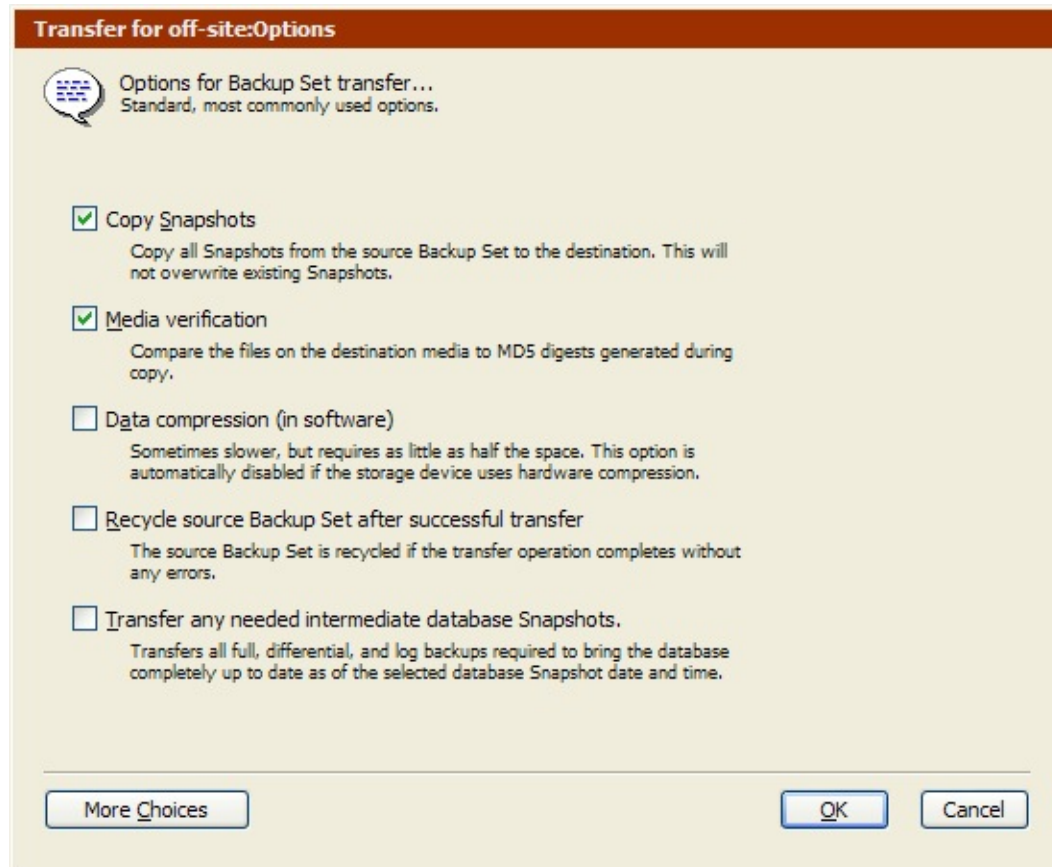 Transfer for off-site:Options
Options for Backup Set transfer...
Standard, most commonly used options.
Copy Snapshots
Copy all Snapshots from the source Backup Set to the destination. This will
not overwrite existing Snapshots.
Media verification
Compare the files on the destination media to MD5 digests generated during
copy.
Data compression (in software)
Sometimes slower, but requires as little as half the space. This option is
automatically disabled if the storage device uses hardware compression.
Recycle source Backup Set after successful transfer
The source Backup Set is recycled if the transfer operation completes without
any errors.
Transfer any needed intermediate database Snapshots.
Transfers all full, differential, and log backups required to bring the database
completely up to date as of the selected database Snapshot date and time.
More Choices
OK
Cancel